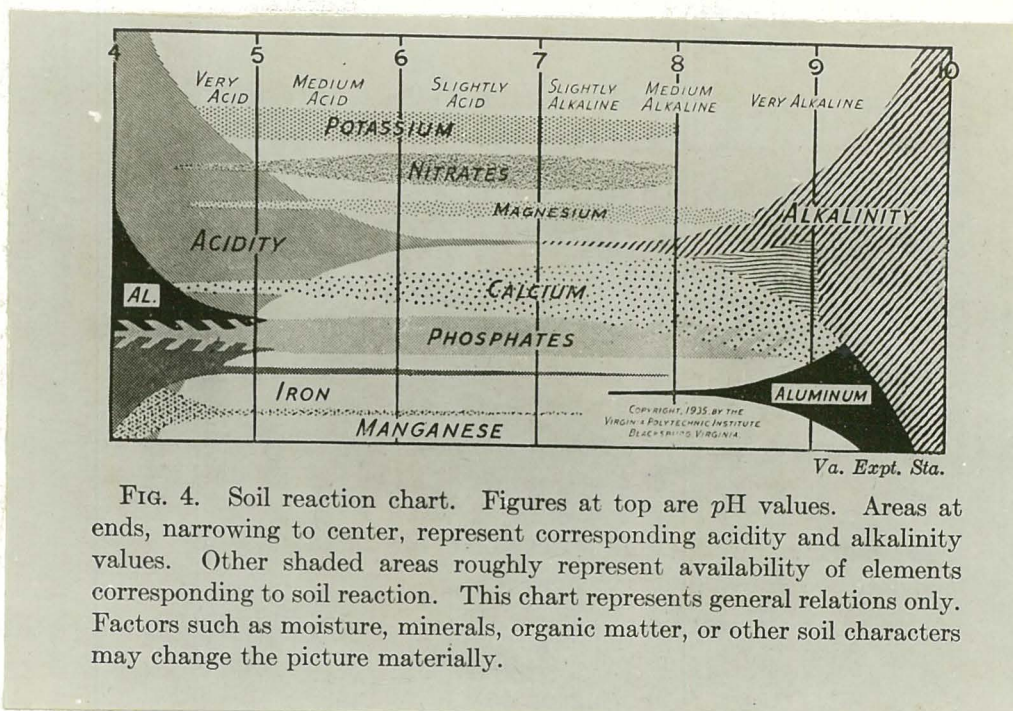 4 5 6 7 8 9 10
VERY ACID
MEDIUM ACID
SLIGHTLY ACID
SLIGHTLY ALKALINE
MEDIUM ALKALINE
VERY ALKALINE
POTASSIUM
NITRATES
MAGNESIUM
ALKALINITY
ACIDITY
AL.
CALCIUM
PHOSPHATES
IRON
ALUMINUM
MANGANESE
COPYRIGHT, 1935, BY THE
VIRGINIA POLYTECHNIC INSTITUTE
BLACKSBURG VIRGINIA.
Va. Expt. Sta.
FIG. 4. Soil reaction chart. Figures at top are pH values. Areas at
ends, narrowing to center, represent corresponding acidity and alkalinity
values. Other shaded areas roughly represent availability of elements
corresponding to soil reaction. This chart represents general relations only.
Factors such as moisture, minerals, organic matter, or other soil characters
may change the picture materially.